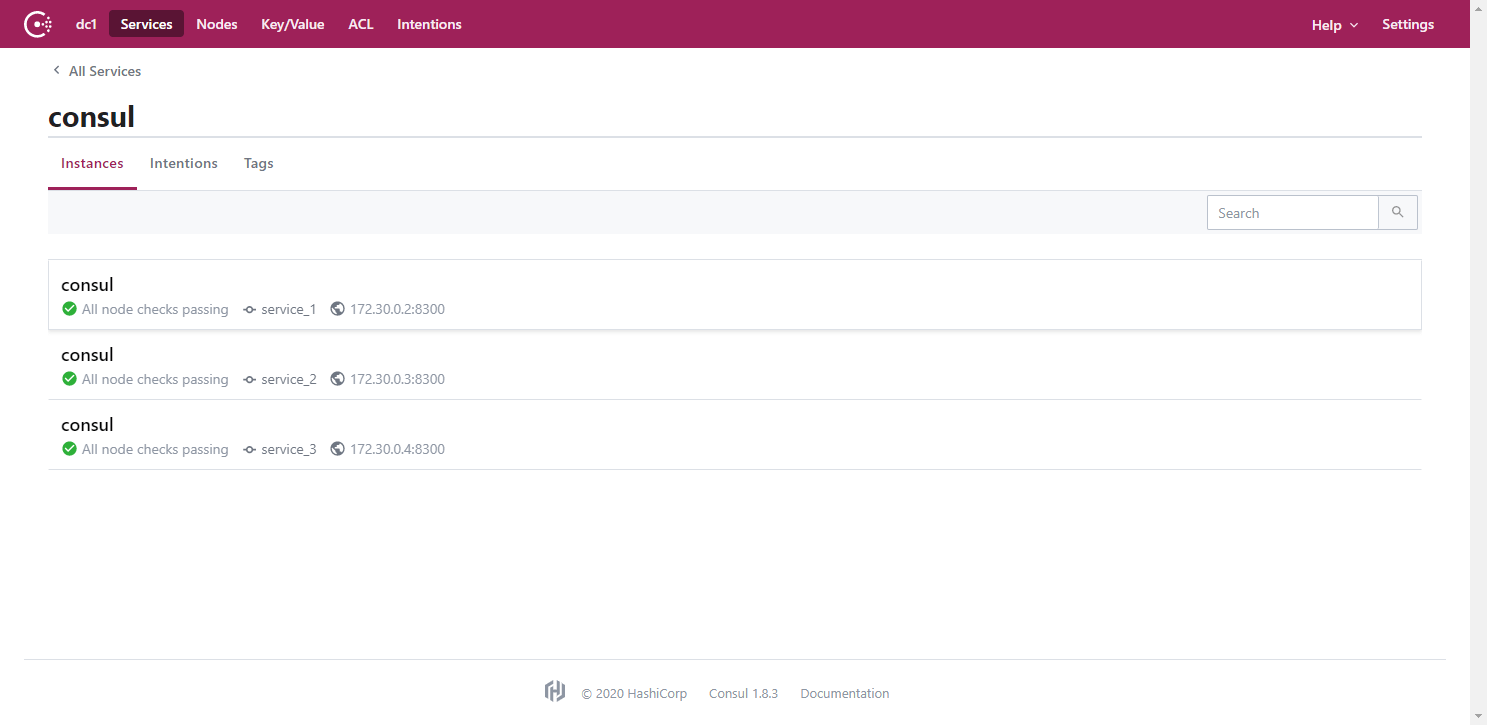 dc1 Services Nodes Key/Value ACL Intentions Help Settings
All Services
consul
Instances Intentions Tags
Search
consul
All node checks passing service_1 172.30.0.2:8300
consul
All node checks passing service_2 172.30.0.3:8300
consul
All node checks passing service_3 172.30.0.4:8300
© 2020 HashiCorp Consul 1.8.3 Documentation